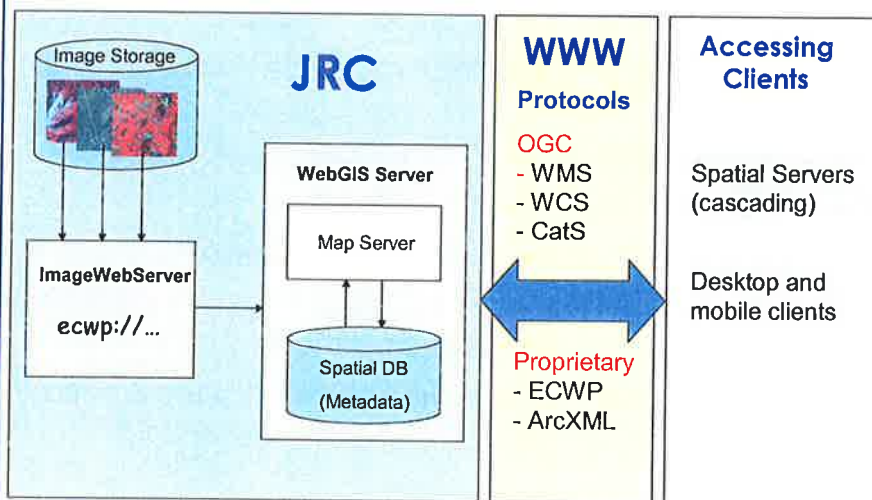 Image Storage
JRC
ImageWebServer
ecwp://...
WebGIS Server
Map Server
Spatial DB
(Metadata)
WWW
Protocols
OGC
- WMS
- WCS
- CatS
Proprietary
- ECWP
- ArcXML
Accessing
Clients
Spatial Servers
(cascading)
Desktop and
mobile clients